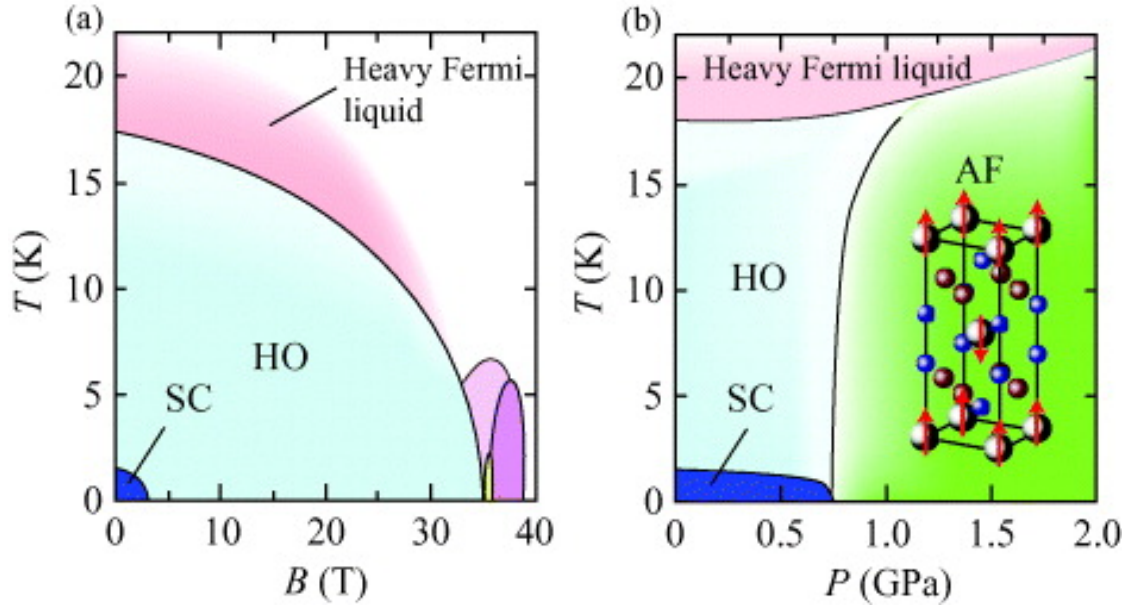 (a)
20
15
10
5
0
T (K)
Heavy Fermi
liquid
HO
SC
0
10
20
30
40
B (T)
(b)
20
15
10
5
0
T (K)
Heavy Fermi liquid
AF
HO
SC
0
0.5
1.0
1.5
2.0
P (GPa)